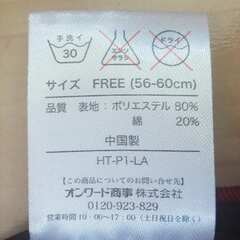 手洗イ
30
エンソ
サラシ
ドライ
サイズ FREE (56-60cm)
品質 表地：ポリエステル 80%
綿 20%
中国製
HT-P1-LA
【この商品についてのお問い合わせ】
オンワード商事株式会社
0120-923-829
営業時間 10：00〜17：00（土日祝日を除く）